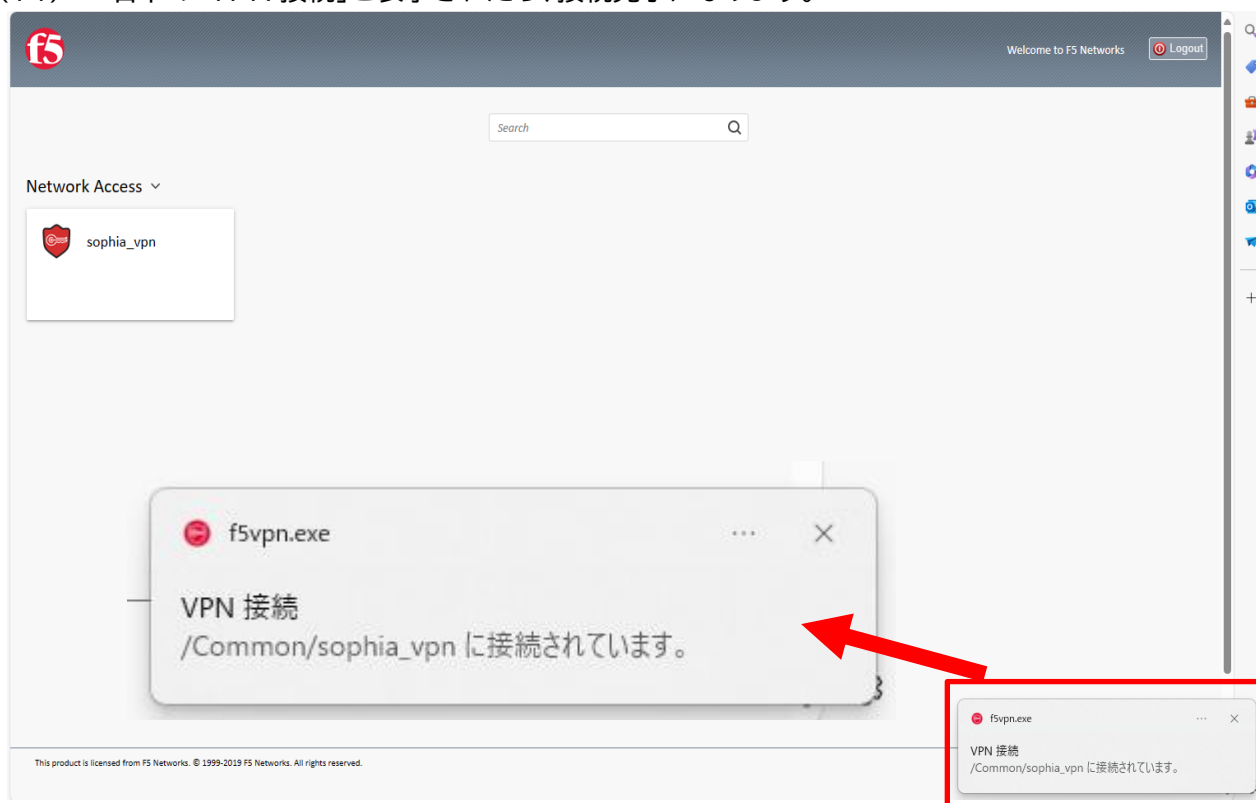 f5
Welcome to F5 Networks
Logout
Search
Network Access
sophia_vpn
f5vpn.exe
VPN 接続
/Common/sophia_vpn に接続されています。
f5vpn.exe
VPN 接続
/Common/sophia_vpn に接続されています。
This product is licensed from F5 Networks. © 1999-2019 F5 Networks. All rights reserved.